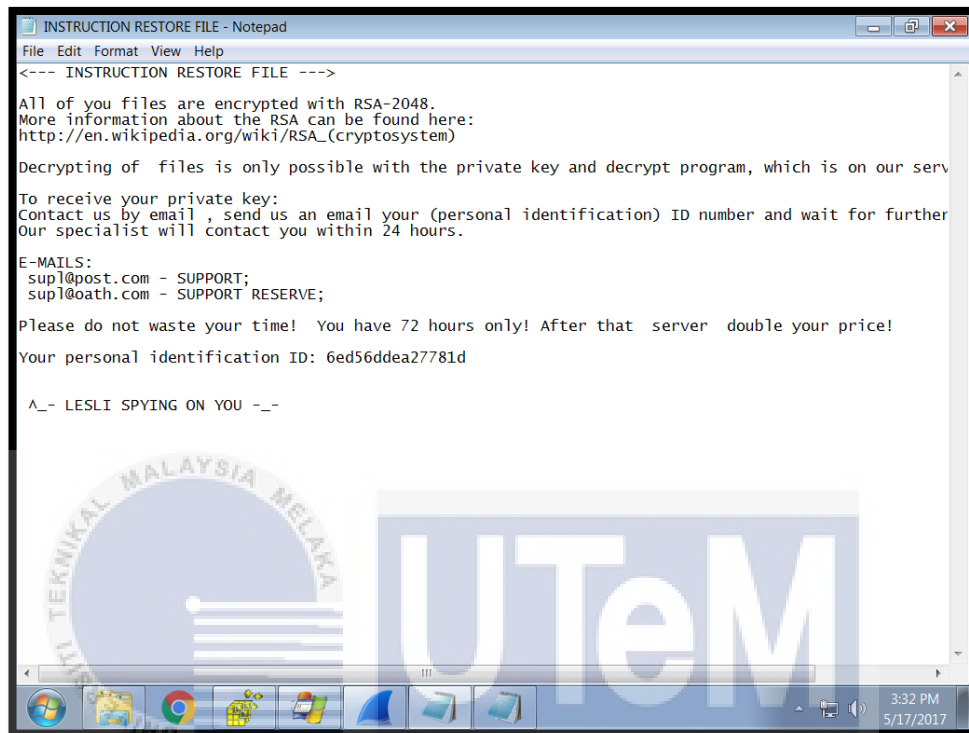 INSTRUCTION RESTORE FILE - Notepad
File Edit Format View Help
<--- INSTRUCTION RESTORE FILE --->
All of you files are encrypted with RSA-2048.
More information about the RSA can be found here:
http://en.wikipedia.org/wiki/RSA_(cryptosystem)
Decrypting of  files is only possible with the private key and decrypt program, which is on our serv
To receive your private key:
Contact us by email , send us an email your (personal identification) ID number and wait for further
Our specialist will contact you within 24 hours.
E-MAILS:
supl@post.com - SUPPORT;
supl@oath.com - SUPPORT RESERVE;
Please do not waste your time!  You have 72 hours only! After that  server  double your price!
Your personal identification ID: 6ed56ddea27781d
^_- LESLI SPYING ON YOU -_-
SITI TEKNIKAL MALAYSIA MELAKA
UTeM
3:32 PM
5/17/2017